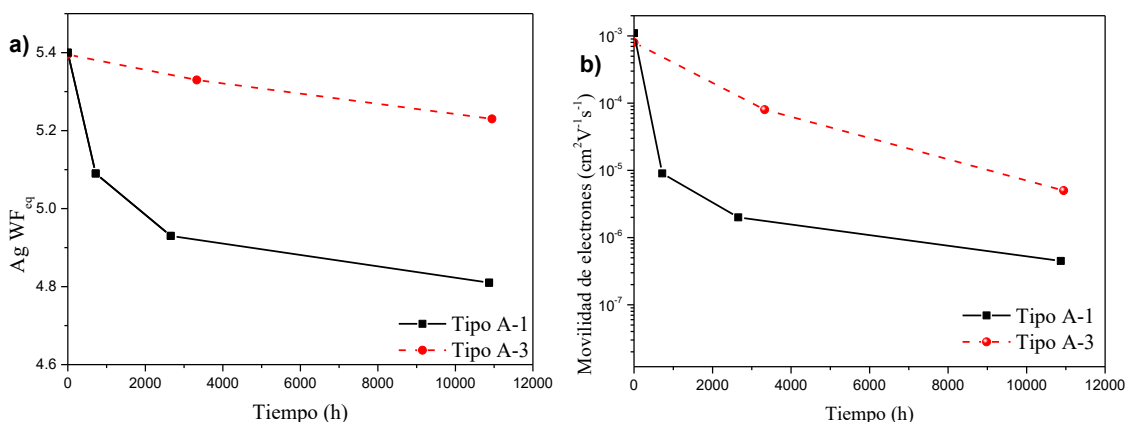 a)
5.4
5.2
5.0
4.8
4.6
Ag WF_eq
0 2000 4000 6000 8000 10000 12000
Tiempo (h)
Tipo A-1
Tipo A-3
b)
10⁻³
10⁻⁴
10⁻⁵
10⁻⁶
10⁻⁷
Movilidad de electrones (cm²V⁻¹s⁻¹)
0 2000 4000 6000 8000 10000 12000
Tiempo (h)
Tipo A-1
Tipo A-3